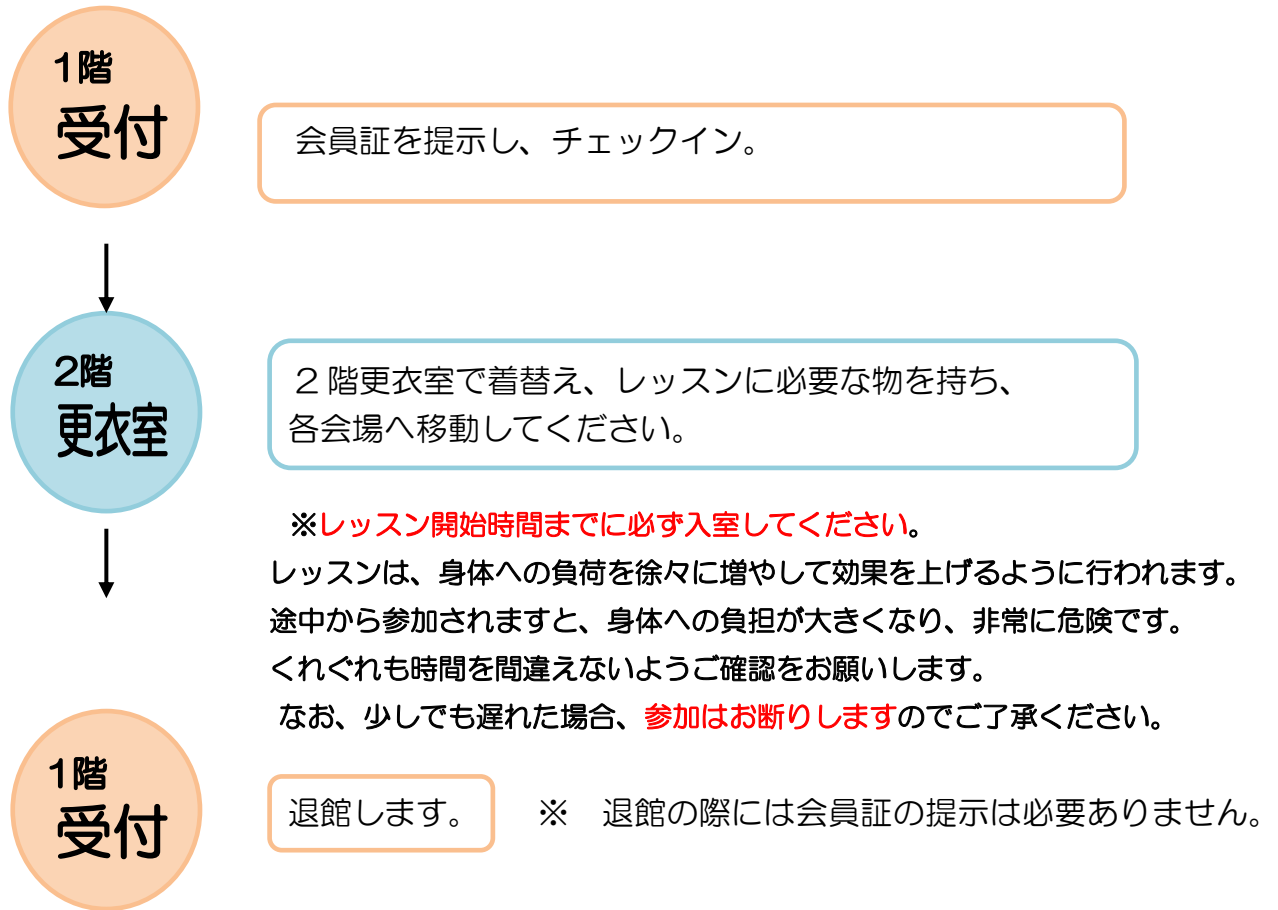 1階
受付
会員証を提示し、チェックイン。
2階
更衣室
２階更衣室で着替え、レッスンに必要な物を持ち、
各会場へ移動してください。
※レッスン開始時間までに必ず入室してください。
レッスンは、身体への負荷を徐々に増やして効果を上げるように行われます。
途中から参加されますと、身体への負担が大きくなり、非常に危険です。
くれぐれも時間を間違えないようご確認をお願いします。
なお、少しでも遅れた場合、参加はお断りしますのでご了承ください。
1階
受付
退館します。　※　退館の際には会員証の提示は必要ありません。